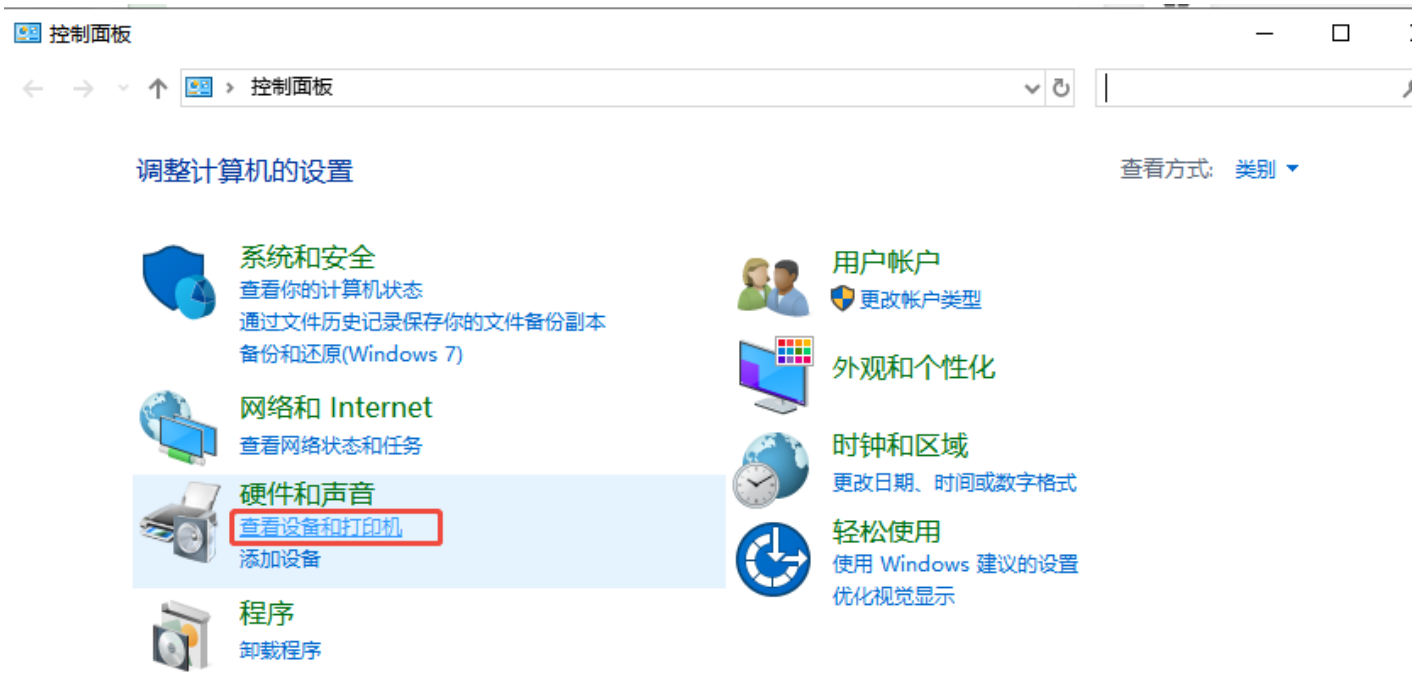 控制面板
控制面板
调整计算机的设置
查看方式: 类别
系统和安全
查看你的计算机状态
通过文件历史记录保存你的文件备份副本
备份和还原(Windows 7)
网络和 Internet
查看网络状态和任务
硬件和声音
查看设备和打印机
添加设备
程序
卸载程序
用户帐户
更改帐户类型
外观和个性化
时钟和区域
更改日期、时间或数字格式
轻松使用
使用 Windows 建议的设置
优化视觉显示